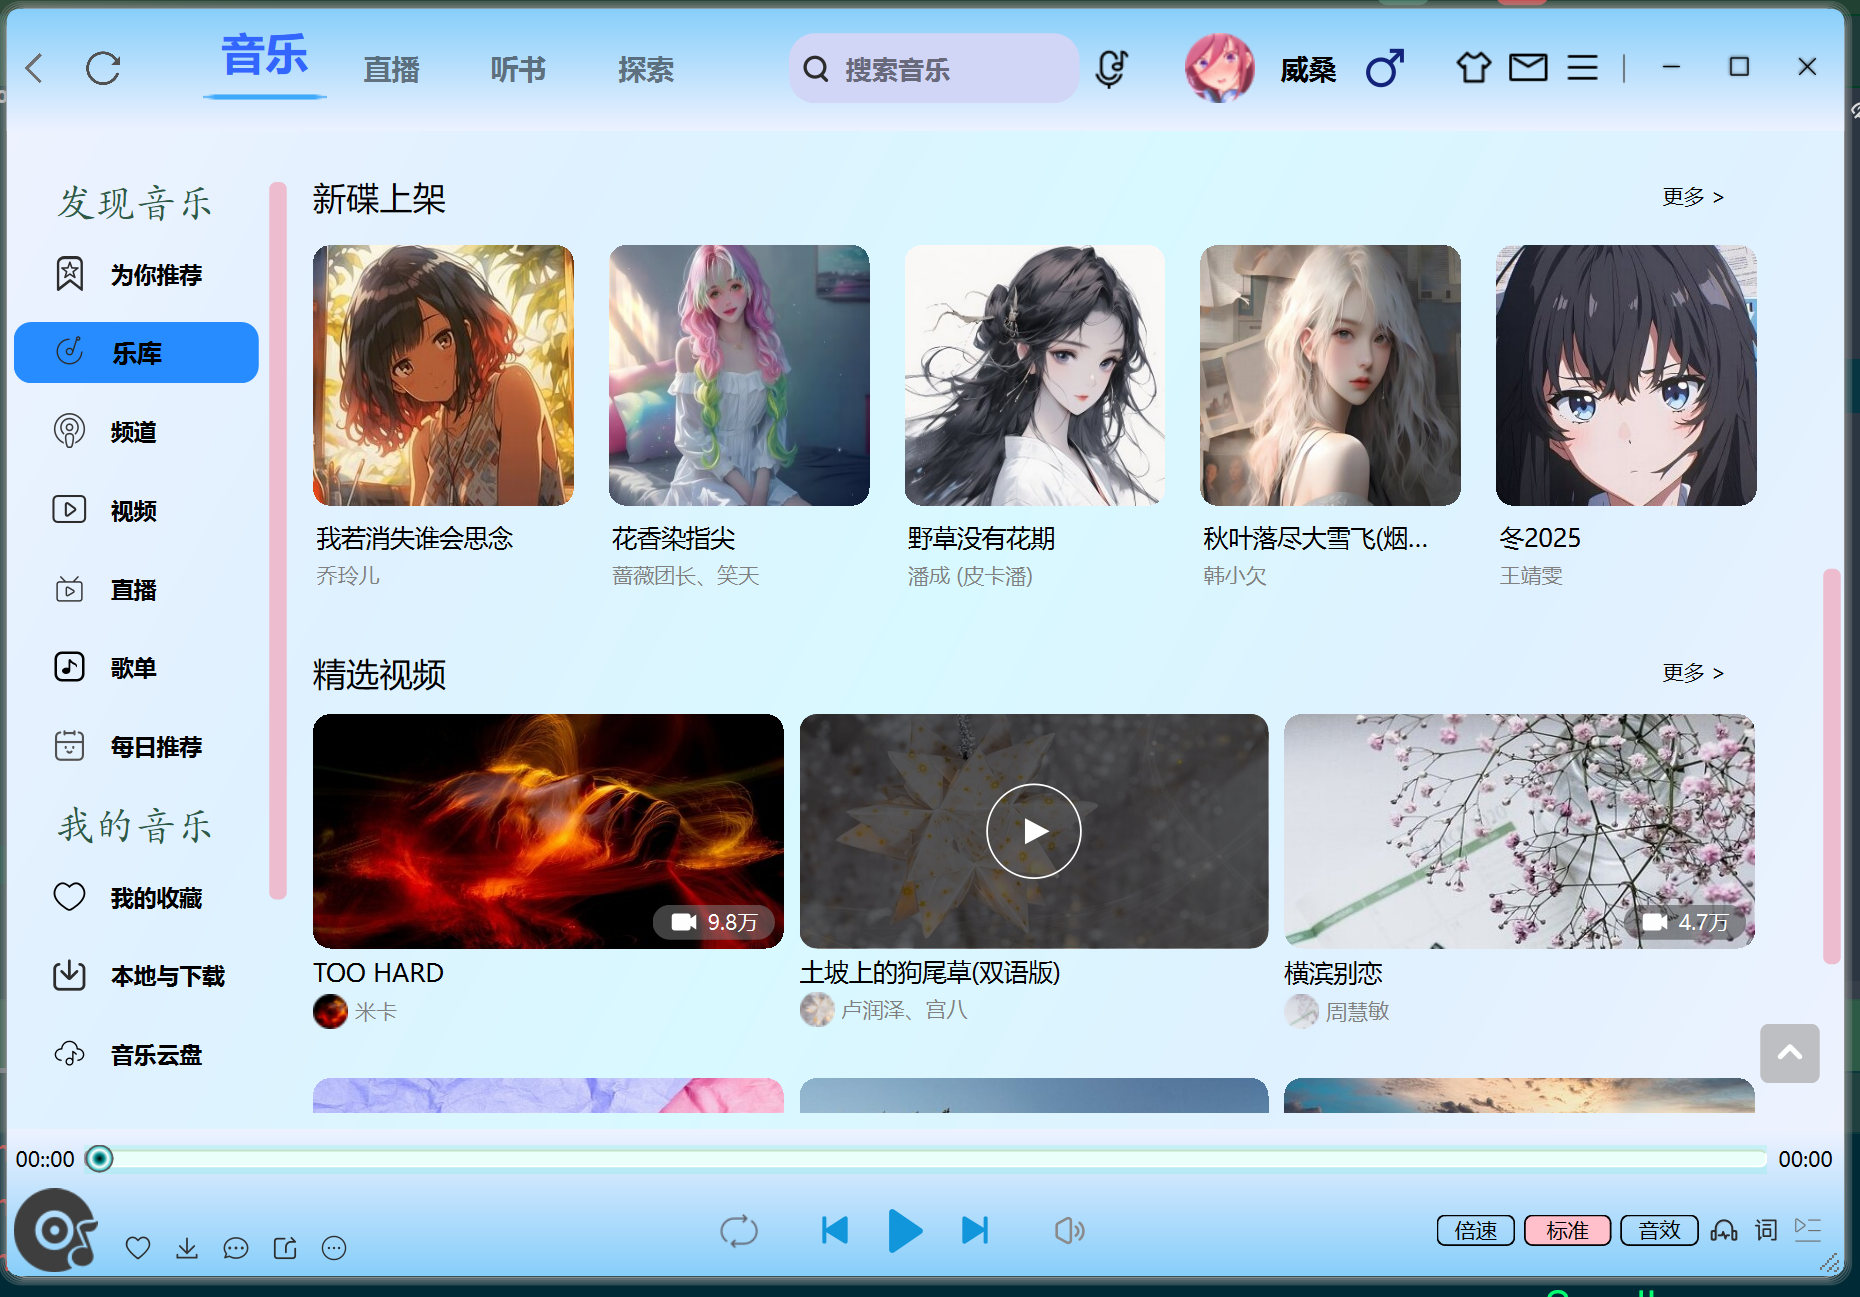 音乐
直播
听书
探索
搜索音乐
威桑
发现音乐
为你推荐
乐库
频道
视频
直播
歌单
每日推荐
我的音乐
我的收藏
本地与下载
音乐云盘
新碟上架
更多 >
我若消失谁会思念
乔玲儿
花香染指尖
蔷薇团长、笑天
野草没有花期
潘成 (皮卡潘)
秋叶落尽大雪飞(烟...
韩小欠
冬2025
王靖雯
精选视频
更多 >
9.8万
4.7万
TOO HARD
米卡
土坡上的狗尾草(双语版)
卢润泽、宫八
横滨别恋
周慧敏
00::00
00:00
倍速
标准
音效
词